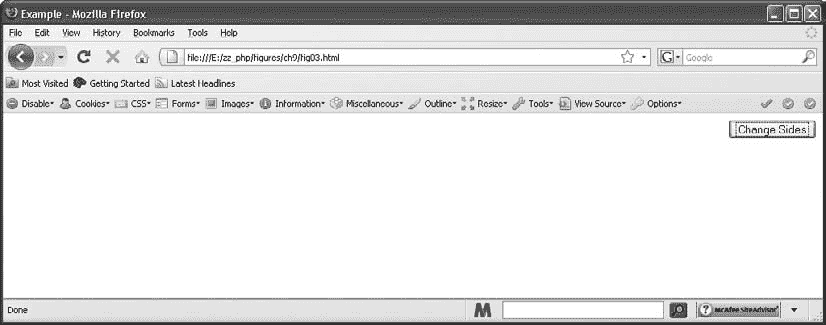 Example - Mozilla Firefox
File Edit View History Bookmarks Tools Help
file:///E:/zz_php/figures/ch9/fig03.html
G Google
Most Visited Getting Started Latest Headlines
Disable Cookies CSS Forms Images Information Miscellaneous Outline Resize Tools View Source Options
Change Sides
Done M McAfee SiteAdvisor